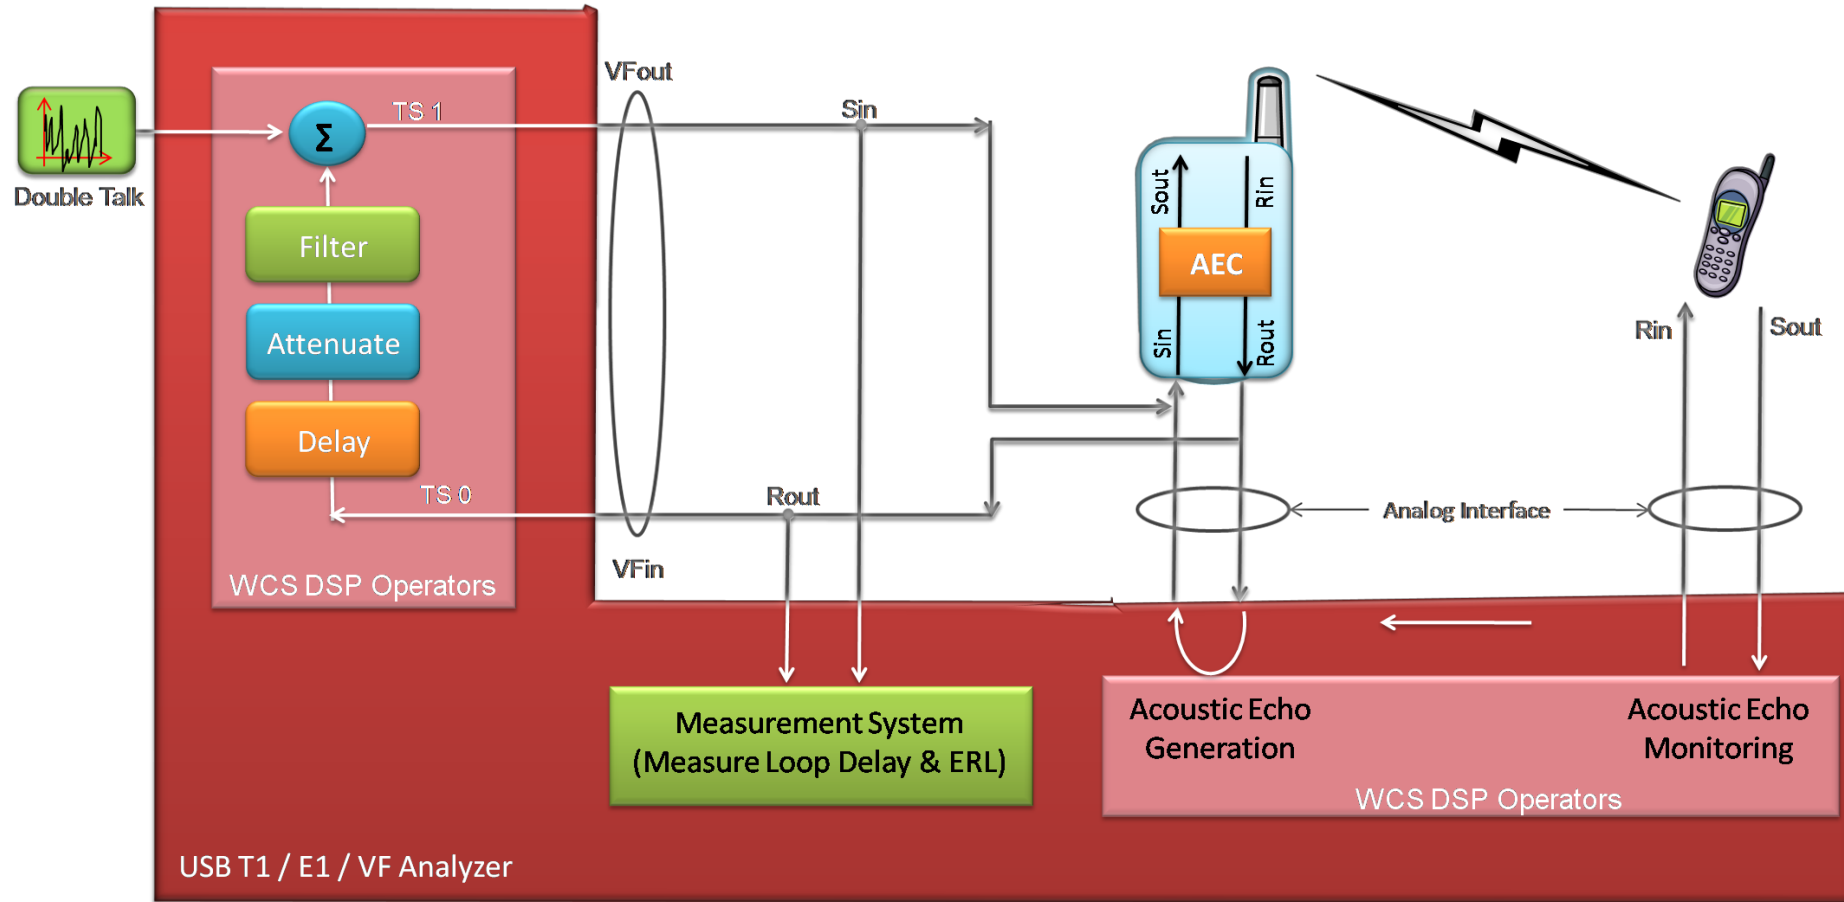 VFout
TS 1
Sin
Σ
Double Talk
Sout
Rin
Filter
AEC
Attenuate
Sin
Rout
Rin
Sout
Delay
TS 0
Rout
Analog Interface
VFin
WCS DSP Operators
Measurement System
(Measure Loop Delay & ERL)
Acoustic Echo
Generation
Acoustic Echo
Monitoring
WCS DSP Operators
USB T1 / E1 / VF Analyzer